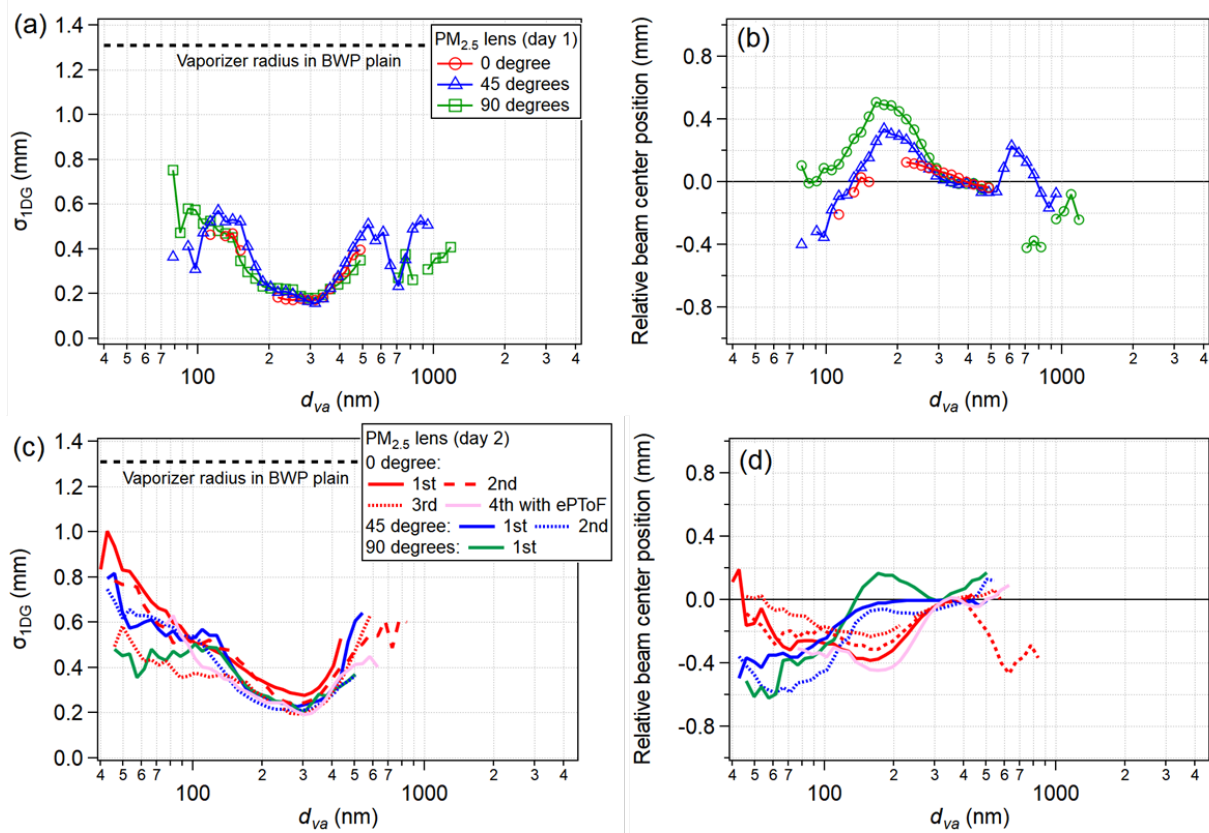 (a)
1.4
1.2
1.0
0.8
0.6
0.4
0.2
0.0
σ1DG (mm)
Vaporizer radius in BWP plain
PM2.5 lens (day 1)
0 degree
45 degrees
90 degrees
4 5 6 7 2 3 4 5 6 7 2 3 4
100 1000
dva (nm)
(b)
0.8
0.4
0.0
-0.4
-0.8
Relative beam center position (mm)
4 5 6 7 2 3 4 5 6 7 2 3 4
100 1000
dva (nm)
(c)
1.4
1.2
1.0
0.8
0.6
0.4
0.2
0.0
σ1DG (mm)
Vaporizer radius in BWP plain
PM2.5 lens (day 2)
0 degree:
1st 2nd
3rd 4th with ePToF
45 degree: 1st 2nd
90 degrees: 1st
4 5 6 7 2 3 4 5 6 7 2 3 4
100 1000
dva (nm)
(d)
0.8
0.4
0.0
-0.4
-0.8
Relative beam center position (mm)
4 5 6 7 2 3 4 5 6 7 2 3 4
100 1000
dva (nm)